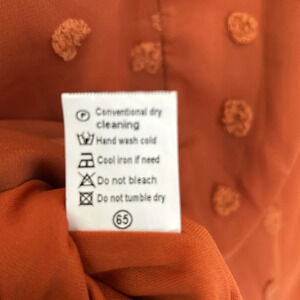 P Conventional dry
cleaning
Hand wash cold
Cool iron if need
Do not bleach
Do not tumble dry
65